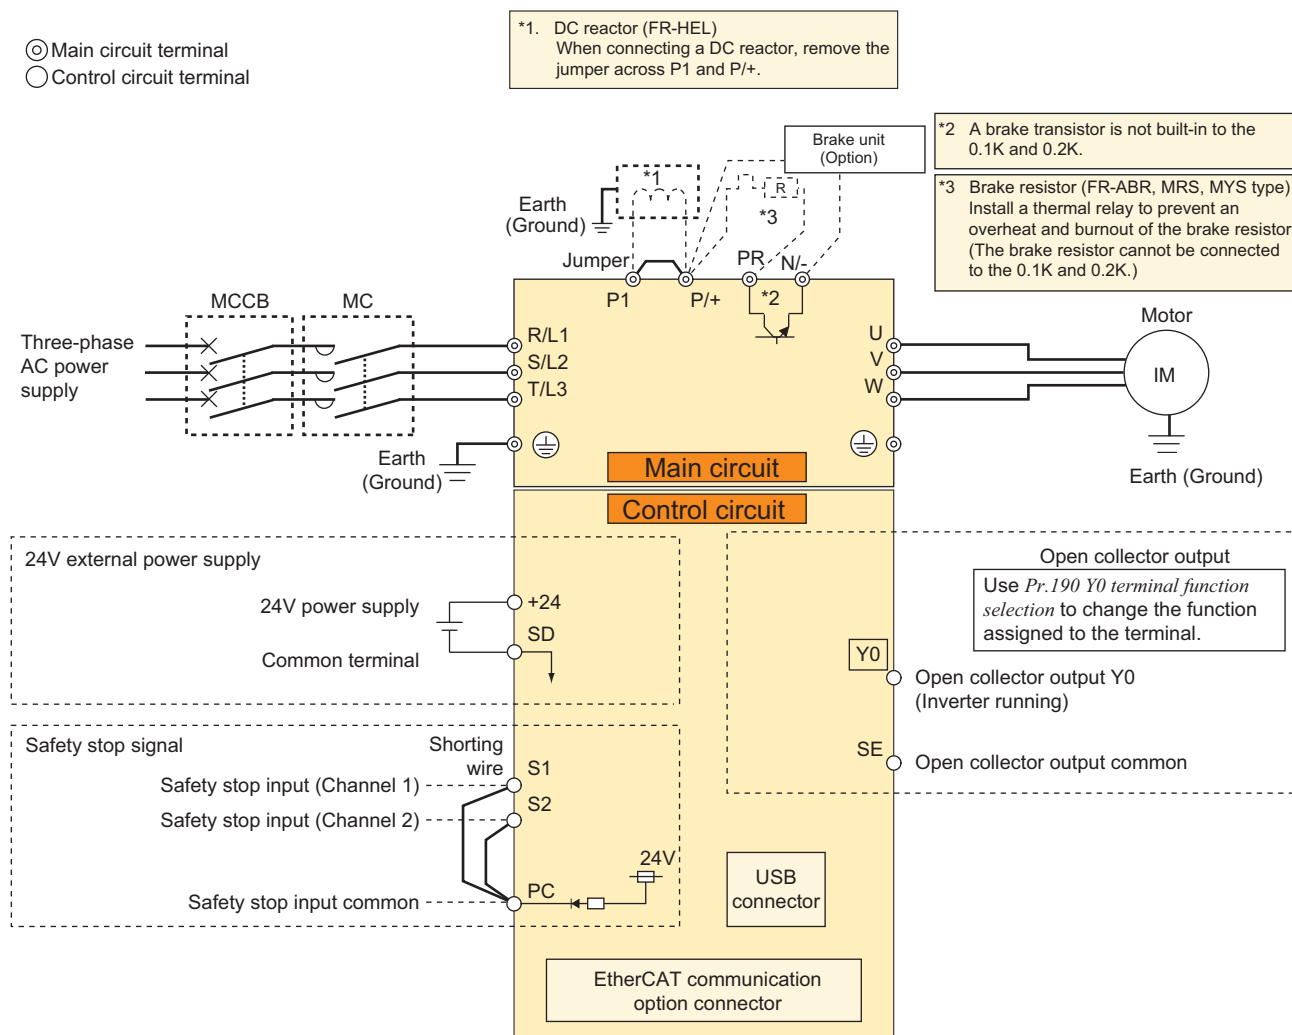 Main circuit terminal
Control circuit terminal
*1. DC reactor (FR-HEL)
When connecting a DC reactor, remove the
jumper across P1 and P/+.
*2 A brake transistor is not built-in to the
0.1K and 0.2K.
*3 Brake resistor (FR-ABR, MRS, MYS type)
Install a thermal relay to prevent an
overheat and burnout of the brake resistor
(The brake resistor cannot be connected
to the 0.1K and 0.2K.)
Brake unit
(Option)
*1
R
*3
Earth
(Ground)
Jumper
PR
N/-
P1
P/+
*2
MCCB
MC
Three-phase
AC power
supply
R/L1
S/L2
T/L3
U
V
W
Motor
IM
Earth
(Ground)
Earth (Ground)
Main circuit
Control circuit
24V external power supply
24V power supply
+24
SD
Common terminal
Open collector output
Use Pr.190 Y0 terminal function
selection to change the function
assigned to the terminal.
Y0
Open collector output Y0
(Inverter running)
SE
Open collector output common
Safety stop signal
Shorting
wire
S1
Safety stop input (Channel 1)
S2
Safety stop input (Channel 2)
24V
PC
Safety stop input common
USB
connector
EtherCAT communication
option connector